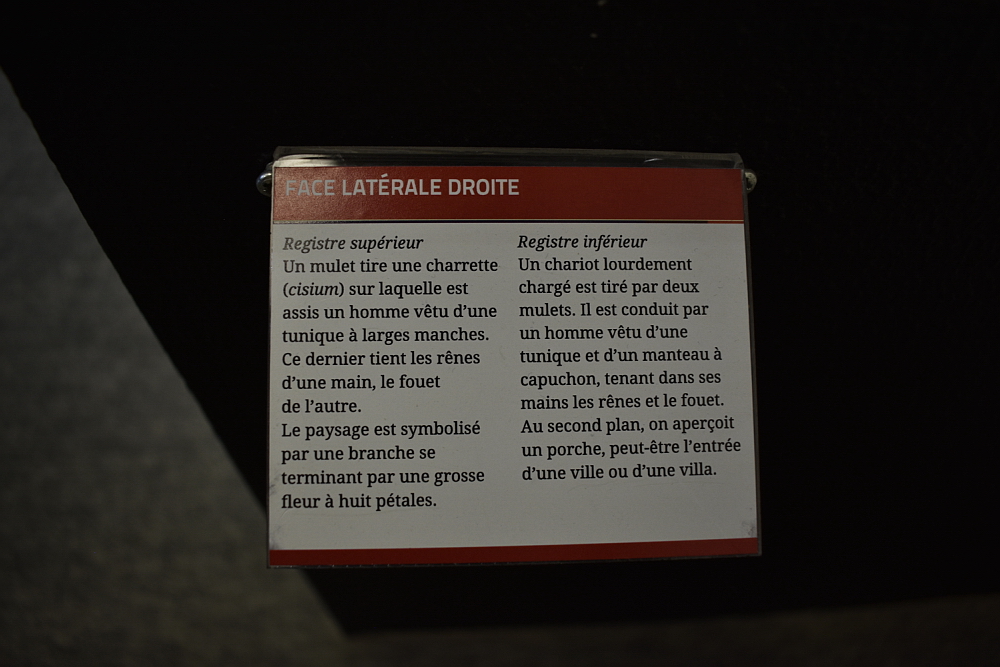 FACE LATÉRALE DROITE
Registre supérieur
Un mulet tire une charrette
(cisium) sur laquelle est
assis un homme vêtu d’une
tunique à larges manches.
Ce dernier tient les rênes
d’une main, le fouet
de l’autre.
Le paysage est symbolisé
par une branche se
terminant par une grosse
fleur à huit pétales.
Registre inférieur
Un chariot lourdement
chargé est tiré par deux
mulets. Il est conduit par
un homme vêtu d’une
tunique et d’un manteau à
capuchon, tenant dans ses
mains les rênes et le fouet.
Au second plan, on aperçoit
un porche, peut-être l’entrée
d’une ville ou d’une villa.